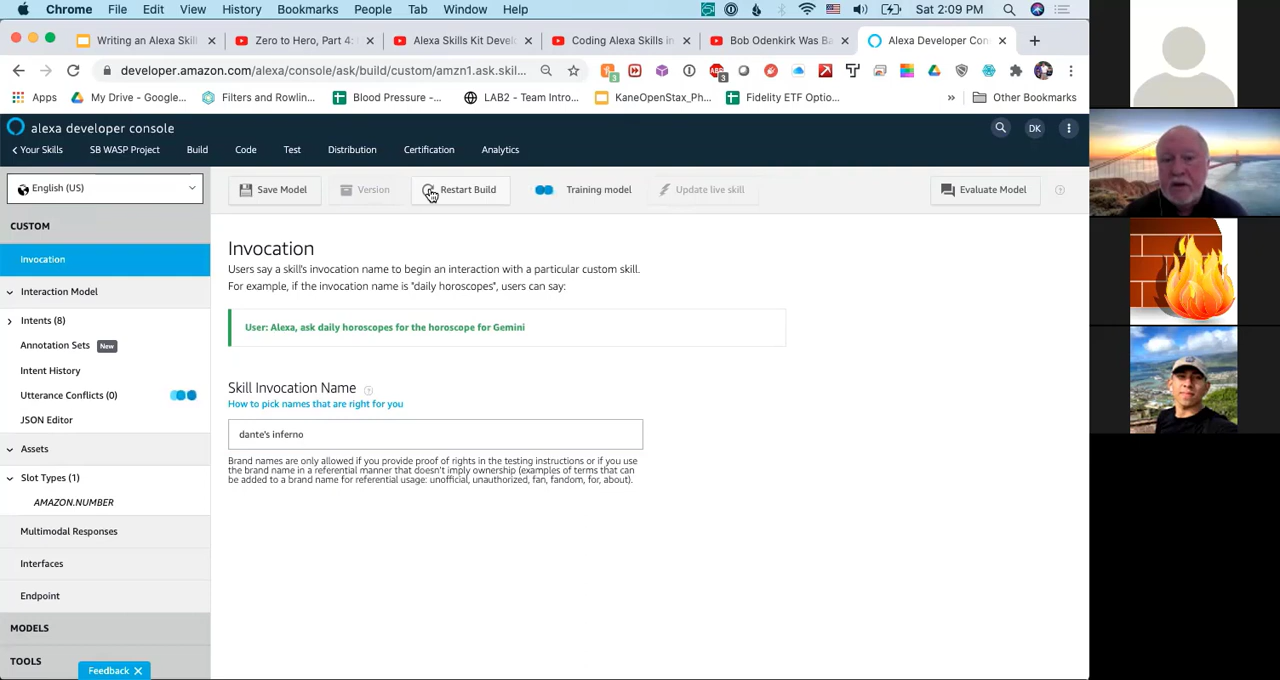 Chrome File Edit View History Bookmarks People Tab Window Help Sat 2:09 PM
Writing an Alexa Skill Zero to Hero, Part 4: Alexa Skills Kit Devel Coding Alexa Skills in Bob Odenkirk Was Ba Alexa Developer Con
developer.amazon.com/alexa/console/ask/build/custom/amzn1.ask.skil...
Apps My Drive - Google... Filters and Rowlin... Blood Pressure -... LAB2 - Team Intro... KaneOpenStax_Ph... Fidelity ETF Optio... » Other Bookmarks
alexa developer console
DK
Your Skills SB WASP Project Build Code Test Distribution Certification Analytics
English (US)
Save Model Version Restart Build Training model Update live skill Evaluate Model
CUSTOM
Invocation
Interaction Model
Intents (8)
Annotation Sets New
Intent History
Utterance Conflicts (0)
JSON Editor
Assets
Slot Types (1)
AMAZON.NUMBER
Multimodal Responses
Interfaces
Endpoint
MODELS
TOOLS
Feedback
Invocation
Users say a skill's invocation name to begin an interaction with a particular custom skill.
For example, if the invocation name is "daily horoscopes", users can say:
User: Alexa, ask daily horoscopes for the horoscope for Gemini
Skill Invocation Name
How to pick names that are right for you
dante's inferno
Brand names are only allowed if you provide proof of rights in the testing instructions or if you use
the brand name in a referential manner that doesn't imply ownership (examples of terms that can
be added to a brand name for referential usage: unofficial, unauthorized, fan, fandom, for, about).